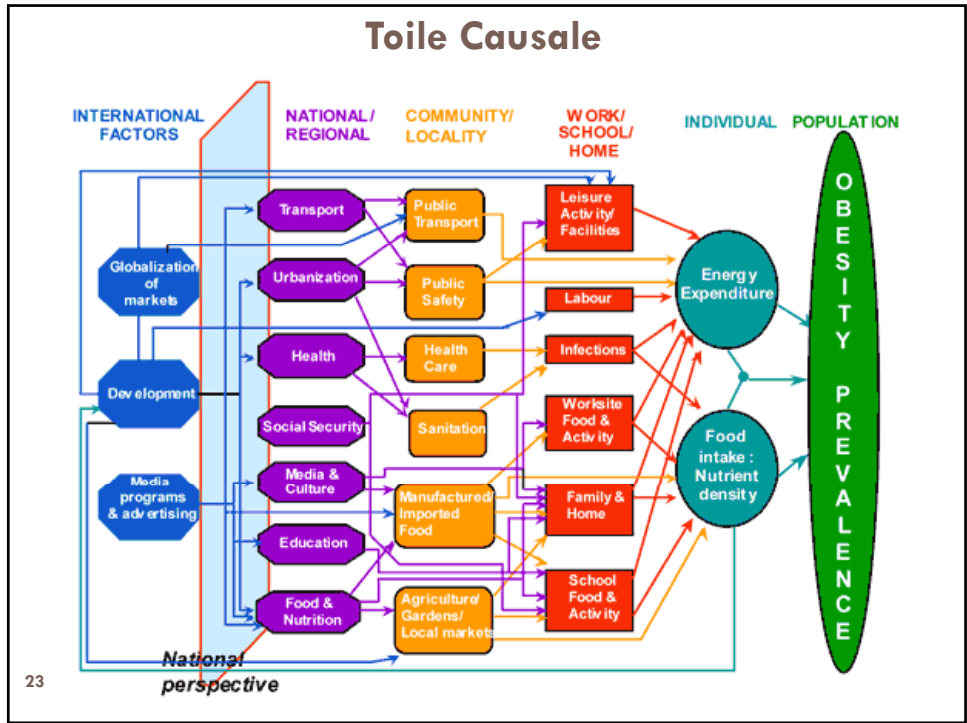 Toile Causale
INTERNATIONAL
FACTORS
NATIONAL/
REGIONAL
COMMUNITY/
LOCALITY
WORK/
SCHOOL/
HOME
INDIVIDUAL
POPULATION
Globalization
of
markets
Development
Media
programs
& advertising
Transport
Urbanization
Health
Social Security
Media &
Culture
Education
Food &
Nutrition
National
perspective
Public
Transport
Public
Safety
Health
Care
Sanitation
Manufactured/
Imported
Food
Agriculture/
Gardens/
Local markets
Leisure
Activity/
Facilities
Labour
Infections
Worksite
Food &
Activity
Family &
Home
School
Food &
Activity
Energy
Expenditure
Food
intake :
Nutrient
density
OBESITY PREVALENCE
23